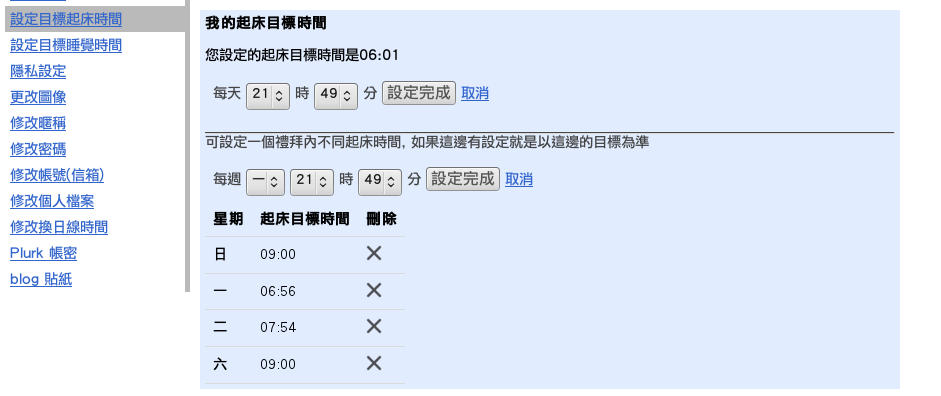 設定目標起床時間
設定目標睡覺時間
隱私設定
更改圖像
修改暱稱
修改密碼
修改帳號(信箱)
修改個人檔案
修改換日線時間
Plurk 帳密
blog 貼紙
我的起床目標時間
您設定的起床目標時間是06:01
每天 21 時 49 分 設定完成 取消
可設定一個禮拜內不同起床時間, 如果這邊有設定就是以這邊的目標為準
每週 一 21 時 49 分 設定完成 取消
星期 起床目標時間 刪除
日 09:00
一 06:56
二 07:54
六 09:00